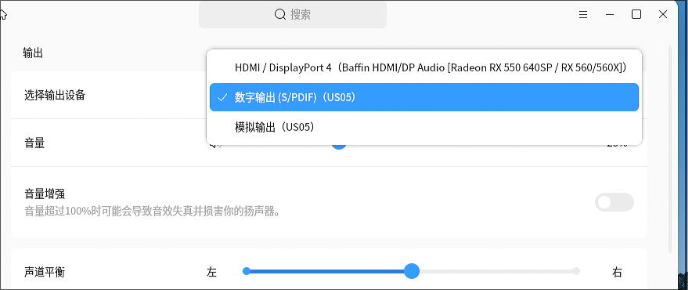 搜索
输出
HDMI / DisplayPort 4（Baffin HDMI/DP Audio [Radeon RX 550 640SP / RX 560/560X]）
选择输出设备
数字输出 (S/PDIF)（US05）
模拟输出（US05）
音量
音量增强
音量超过100%时可能会导致音效失真并损害你的扬声器。
声道平衡
左
右